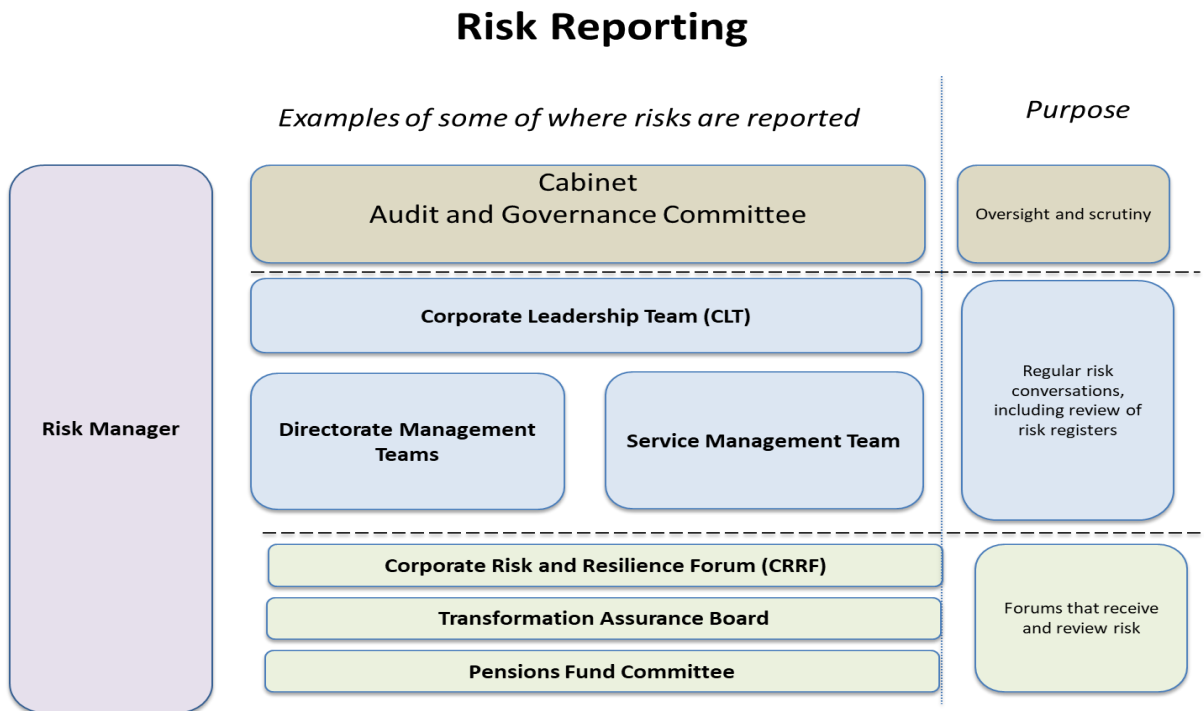 Risk Reporting
Examples of some of where risks are reported
Purpose
Cabinet
Audit and Governance Committee
Oversight and scrutiny
Corporate Leadership Team (CLT)
Risk Manager
Directorate Management
Teams
Service Management Team
Regular risk
conversations,
including review of
risk registers
Corporate Risk and Resilience Forum (CRRF)
Transformation Assurance Board
Pensions Fund Committee
Forums that receive
and review risk